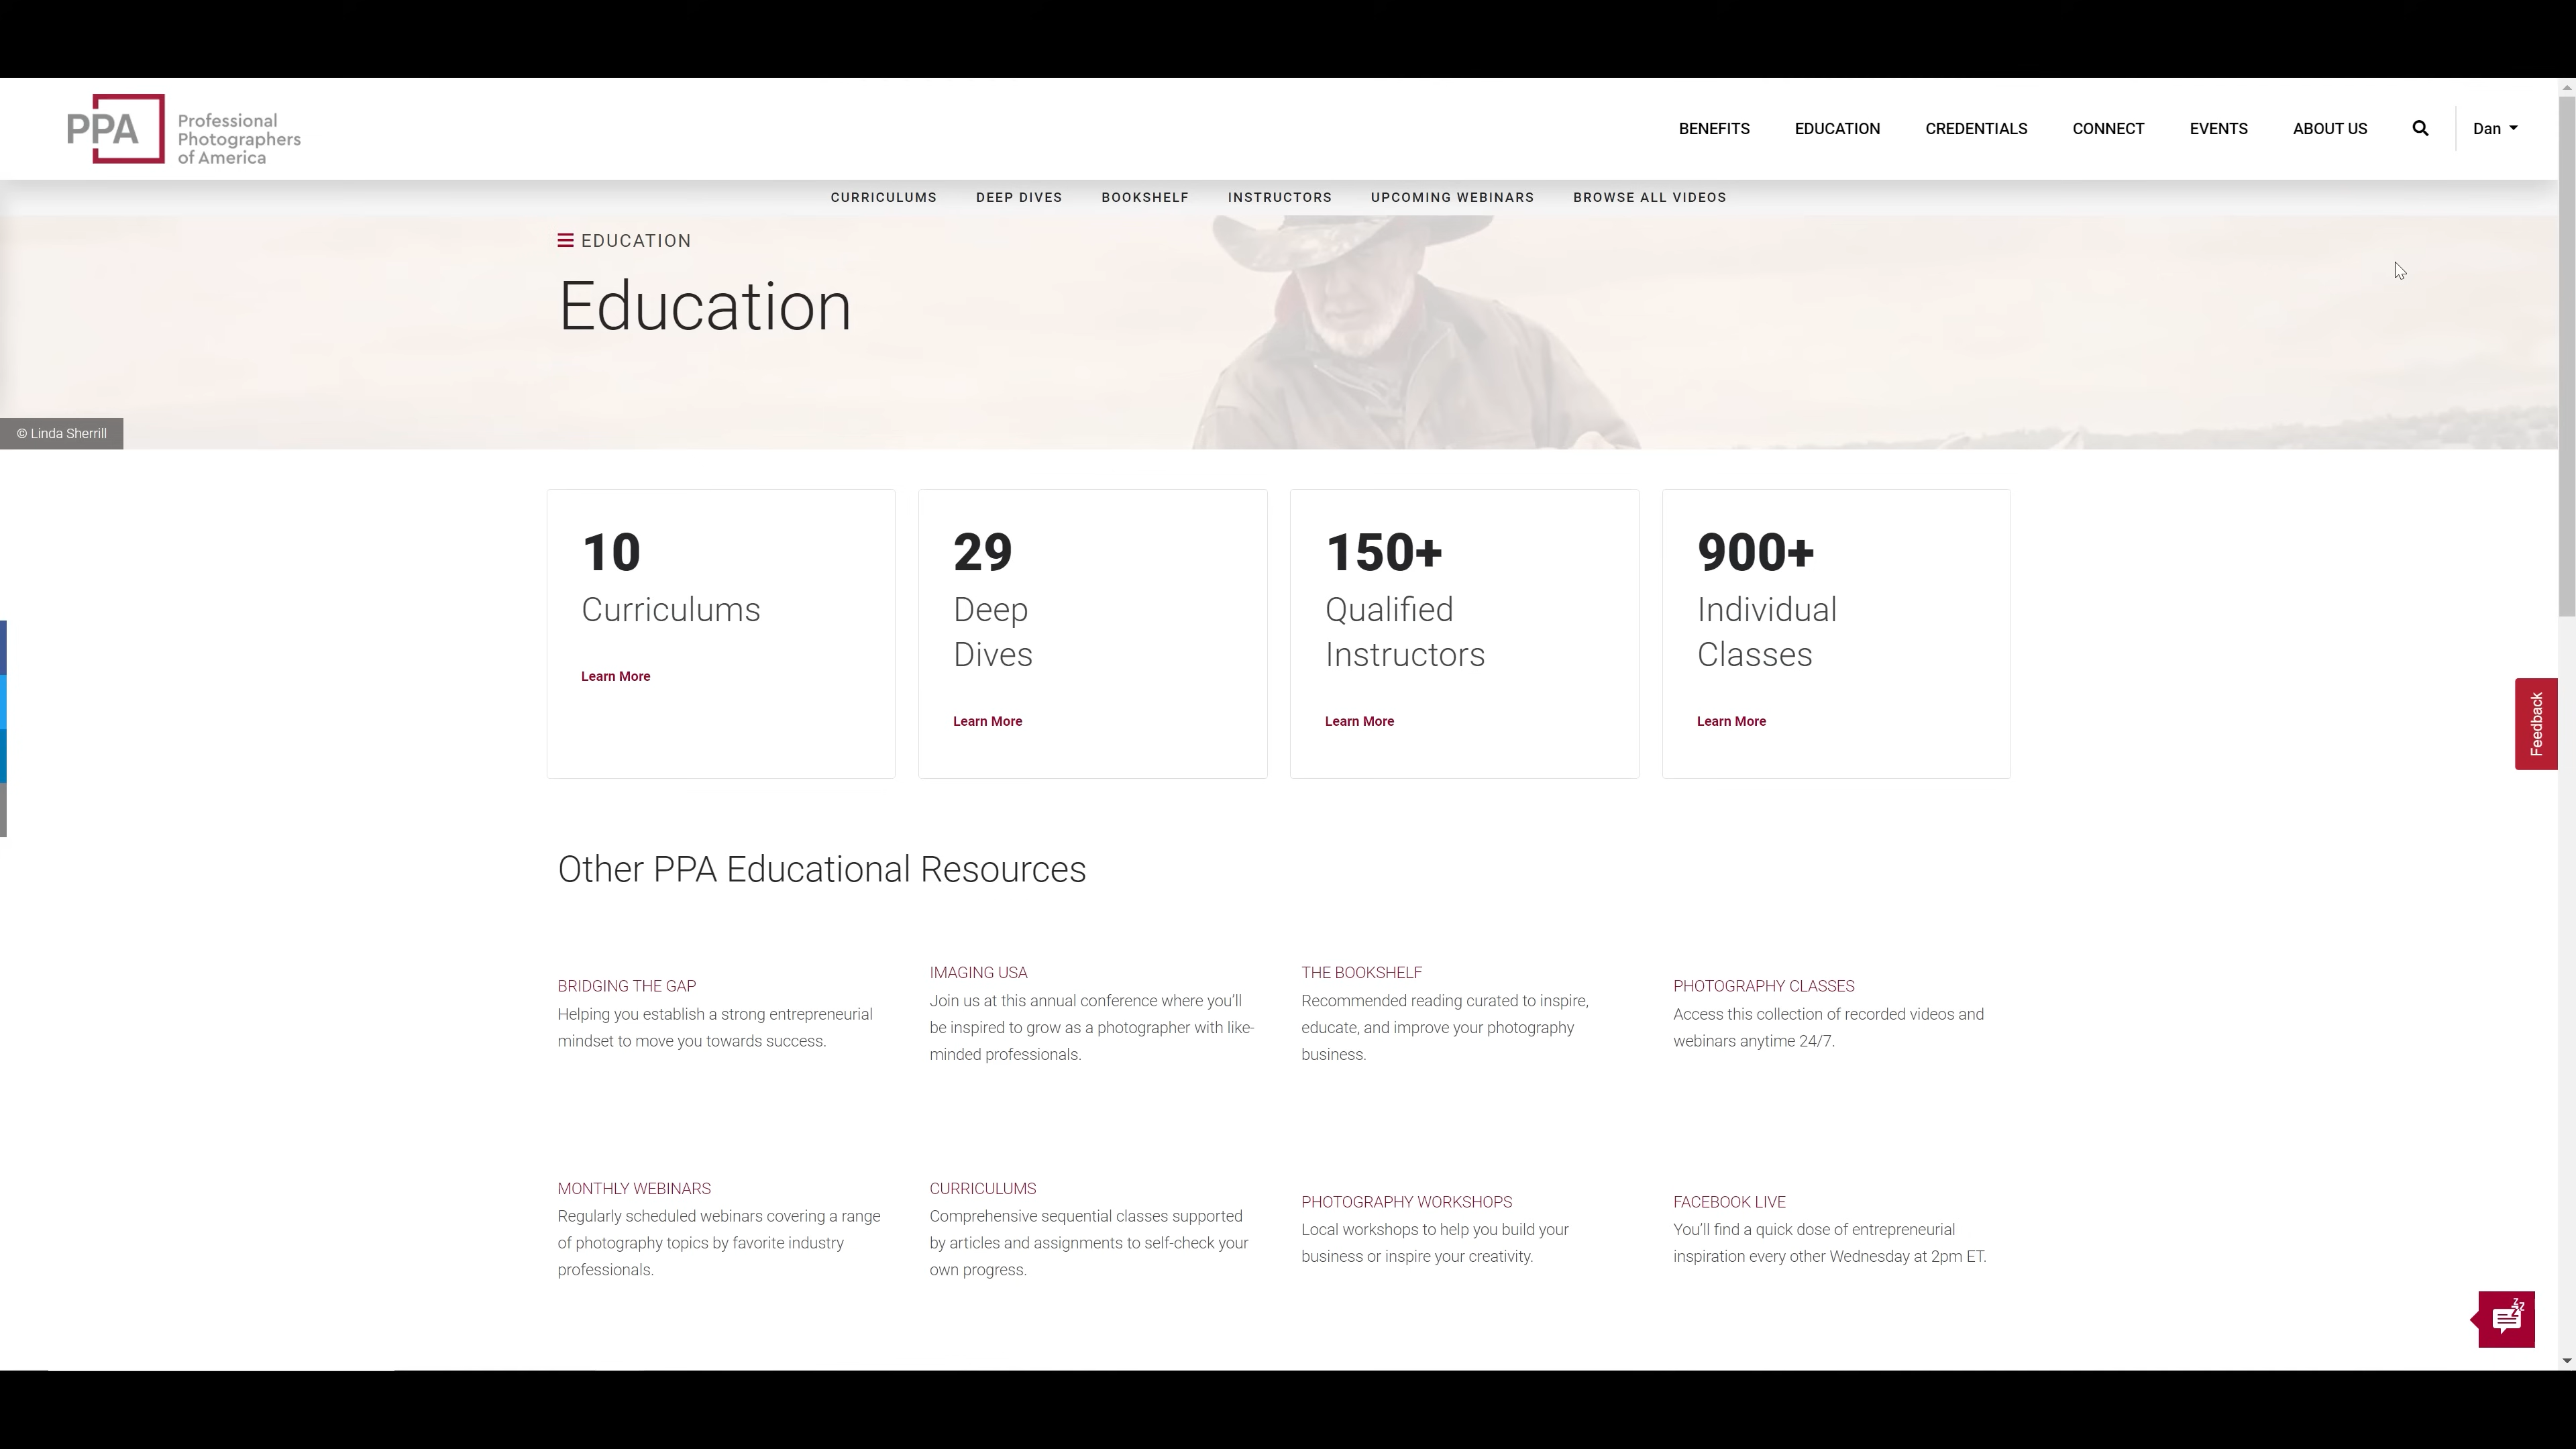 PPA
Professional
Photographers
of America
BENEFITS
EDUCATION
CREDENTIALS
CONNECT
EVENTS
ABOUT US
Dan
CURRICULUMS
DEEP DIVES
BOOKSHELF
INSTRUCTORS
UPCOMING WEBINARS
BROWSE ALL VIDEOS
EDUCATION
Education
© Linda Sherrill
10
Curriculums
Learn More
29
Deep
Dives
Learn More
150+
Qualified
Instructors
Learn More
900+
Individual
Classes
Learn More
Feedback
Other PPA Educational Resources
BRIDGING THE GAP
Helping you establish a strong entrepreneurial
mindset to move you towards success.
IMAGING USA
Join us at this annual conference where you'll
be inspired to grow as a photographer with like-
minded professionals.
THE BOOKSHELF
Recommended reading curated to inspire,
educate, and improve your photography
business.
PHOTOGRAPHY CLASSES
Access this collection of recorded videos and
webinars anytime 24/7.
MONTHLY WEBINARS
Regularly scheduled webinars covering a range
of photography topics by favorite industry
professionals.
CURRICULUMS
Comprehensive sequential classes supported
by articles and assignments to self-check your
own progress.
PHOTOGRAPHY WORKSHOPS
Local workshops to help you build your
business or inspire your creativity.
FACEBOOK LIVE
You'll find a quick dose of entrepreneurial
inspiration every other Wednesday at 2pm ET.
z
z
z